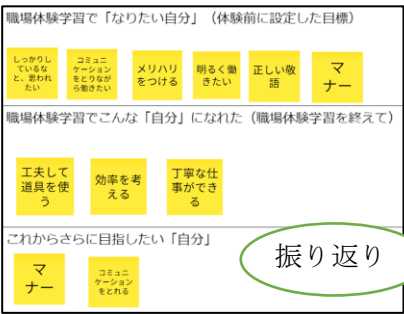 職場体験学習で「なりたい自分」（体験前に設定した目標）
しっかりし
ているな
と、思われ
たい
コミュニ
ケーション
をとりなが
ら働きたい
メリハリ
をつける
明るく働
きたい
正しい敬
語
マ
ナー
職場体験学習でこんな「自分」になれた（職場体験学習を終えて）
工夫して
道具を使
う
効率を考
える
丁寧な仕
事ができ
る
これからさらに目指したい「自分」
マ
ナー
コミュニ
ケーション
をとれる
振り返り